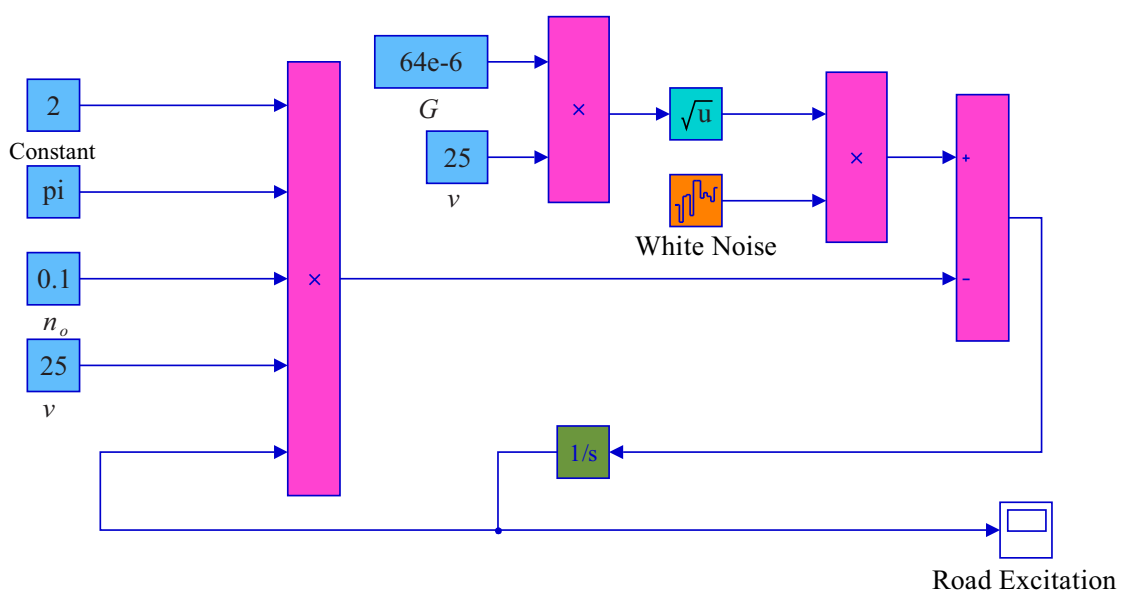 2
Constant
pi
0.1
n_o
25
v
×
64e-6
G
25
v
×
√u
White Noise
×
+
−
1/s
Road Excitation